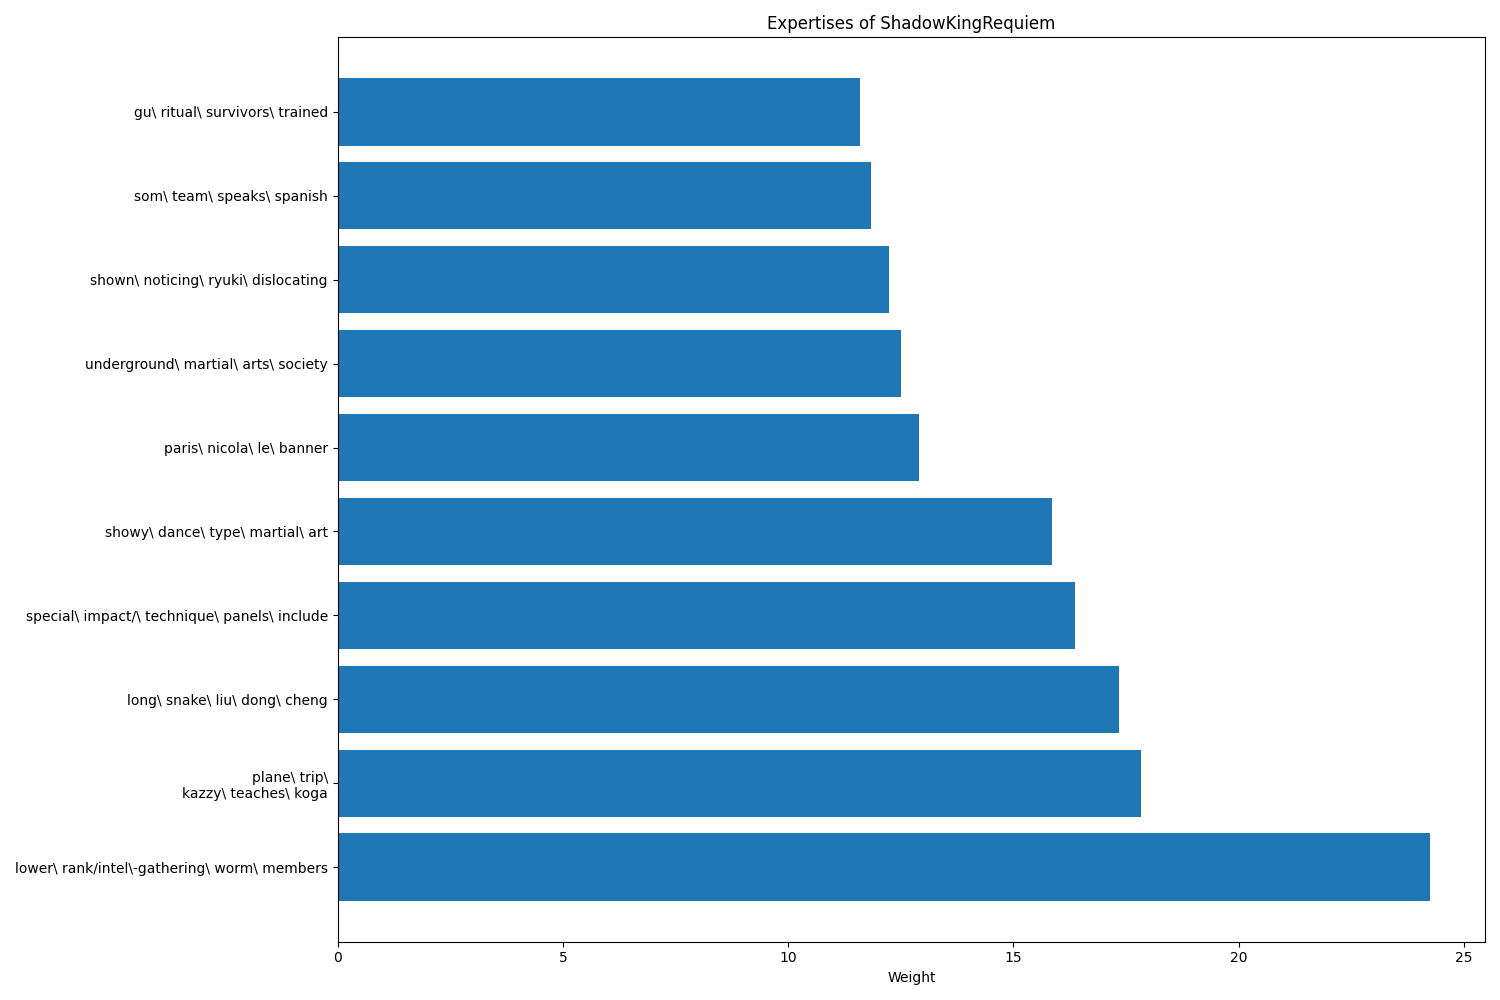 Expertises of ShadowKingRequiem
gu\ ritual\ survivors\ trained
som\ team\ speaks\ spanish
shown\ noticing\ ryuki\ dislocating
underground\ martial\ arts\ society
paris\ nicola\ le\ banner
showy\ dance\ type\ martial\ art
special\ impact/\ technique\ panels\ include
long\ snake\ liu\ dong\ cheng
plane\ trip\
kazzy\ teaches\ koga
lower\ rank/intel\-gathering\ worm\ members
0 5 10 15 20 25
Weight